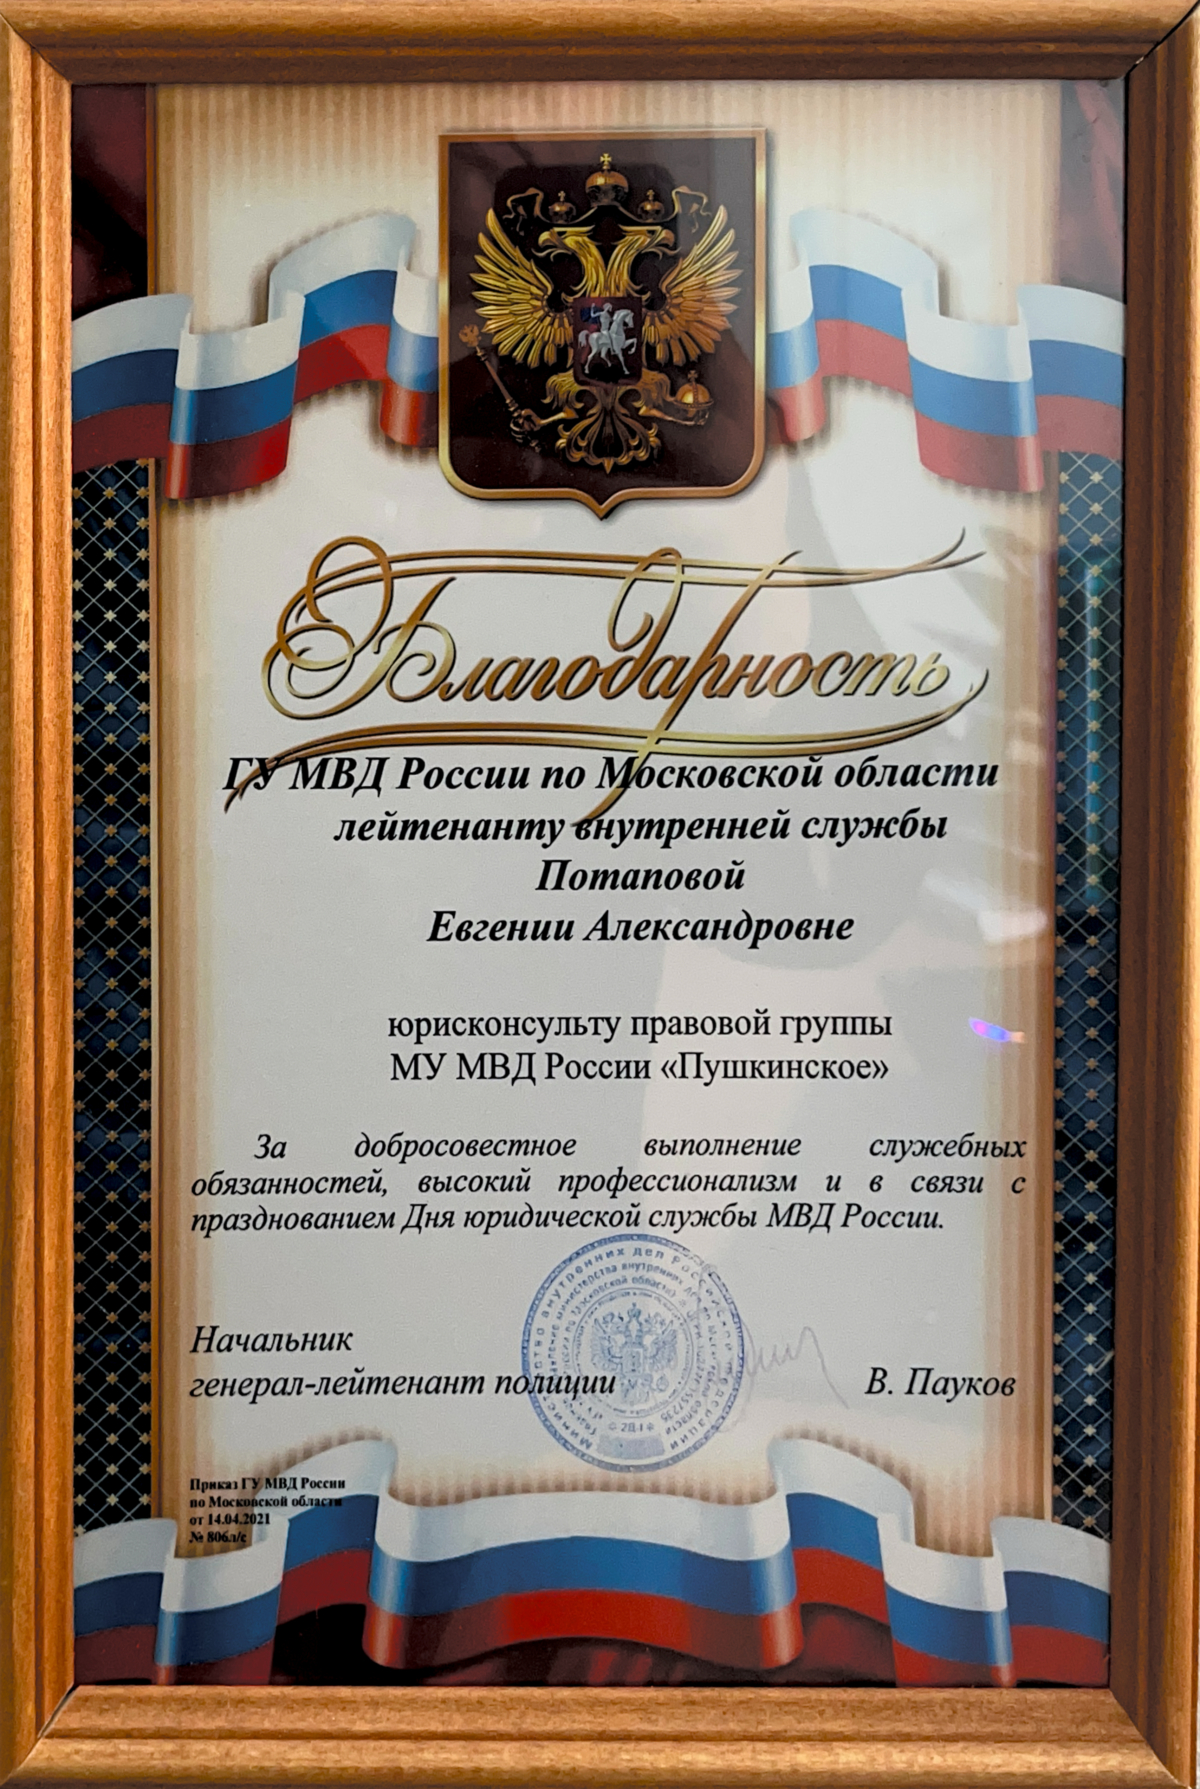 Благодарность
ГУ МВД России по Московской области
лейтенанту внутренней службы
Потаповой
Евгении Александровне
юрисконсульту правовой группы
МУ МВД России «Пушкинское»
За добросовестное выполнение служебных
обязанностей, высокий профессионализм и в связи с
празднованием Дня юридической службы МВД России.
Начальник
генерал-лейтенант полиции
В. Пауков
Приказ ГУ МВД России
по Московской области
от 14.04.2021
№ 806л/с